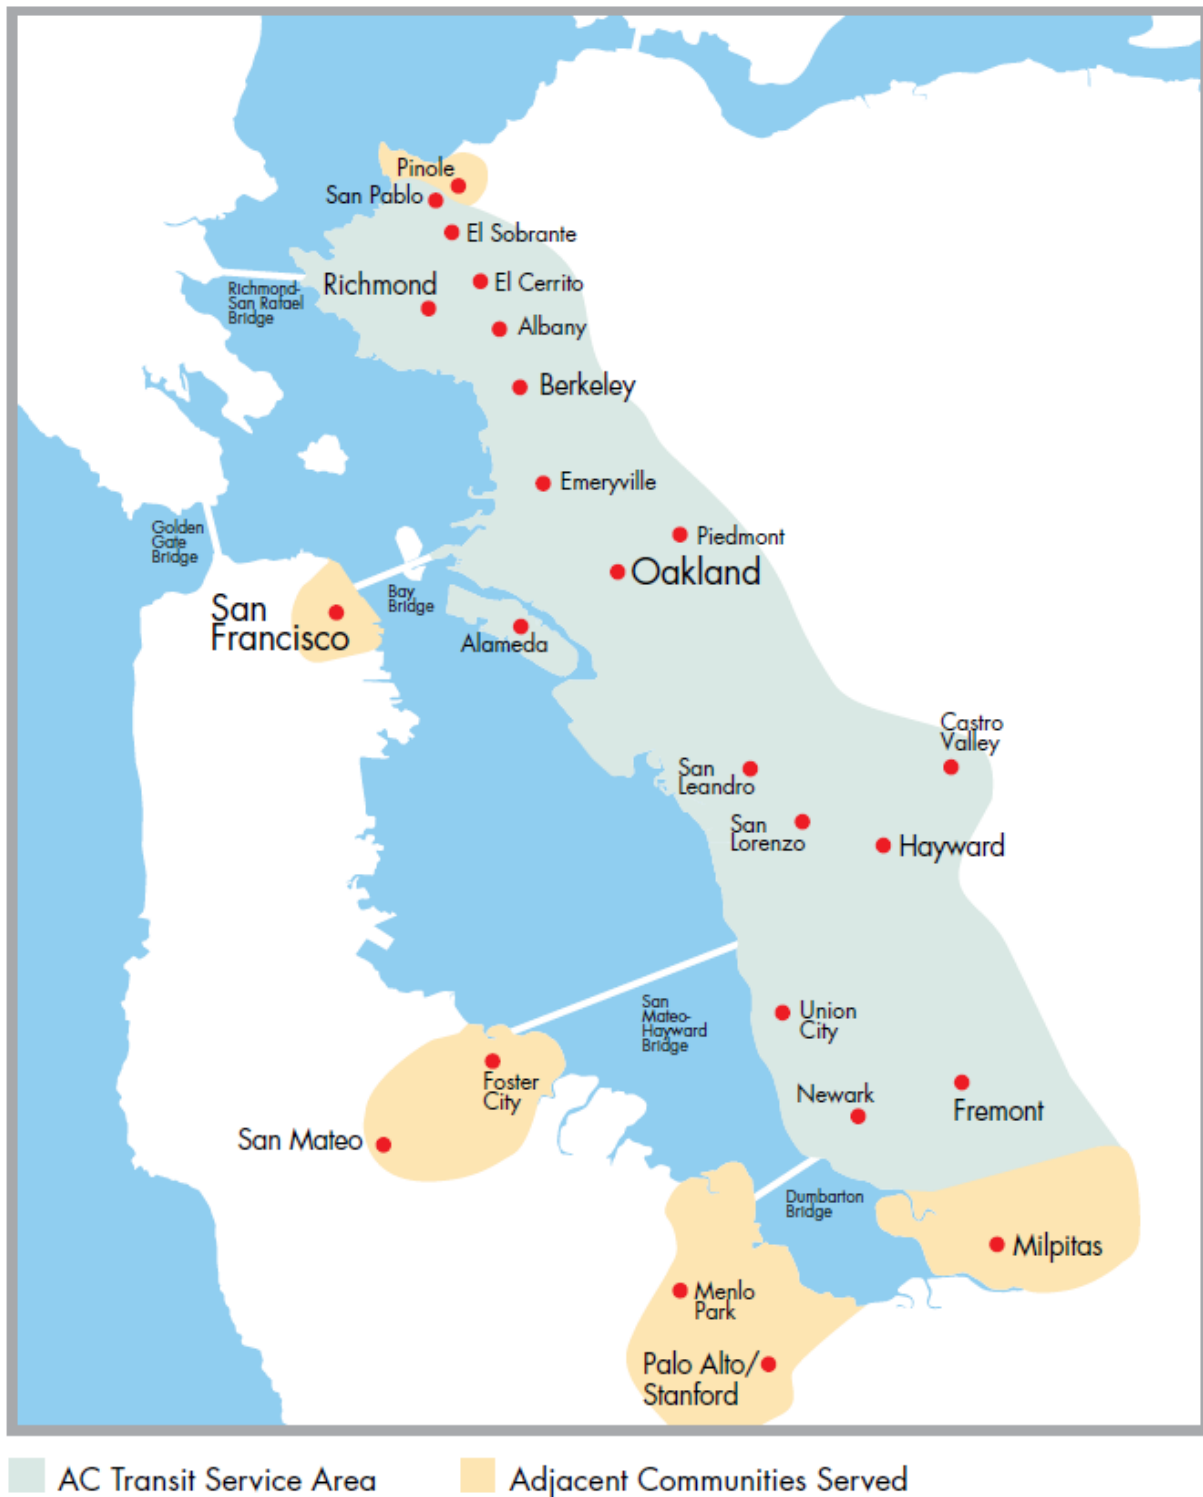 Pinole
San Pablo
El Sobrante
Richmond
El Cerrito
Richmond-
San Rafael
Bridge
Albany
Berkeley
Emeryville
Golden
Gate
Bridge
Piedmont
Oakland
Bay
Bridge
San
Francisco
Alameda
Castro
Valley
San
Leandro
San
Lorenzo
Hayward
San
Mateo-
Hayward
Bridge
Union
City
Foster
City
Newark
Fremont
San Mateo
Dumbarton
Bridge
Milpitas
Menlo
Park
Palo Alto/
Stanford
AC Transit Service Area
Adjacent Communities Served